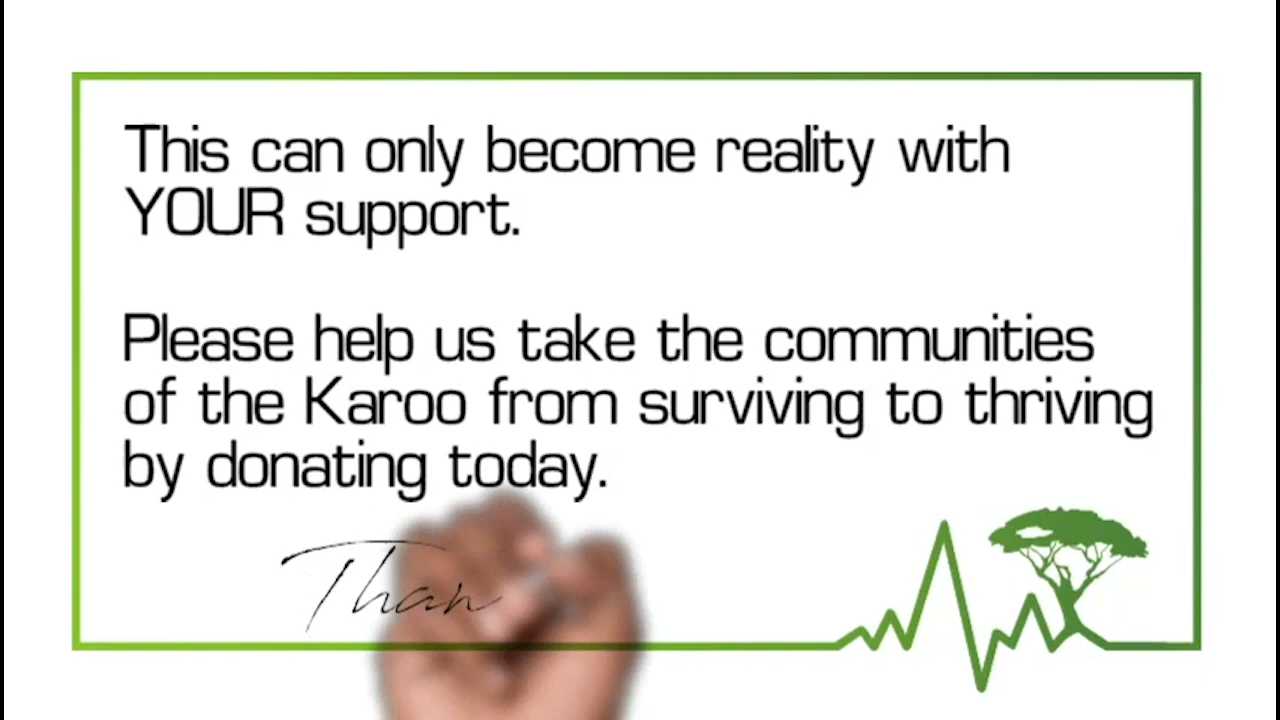 This can only become reality with
YOUR support.
Please help us take the communities
of the Karoo from surviving to thriving
by donating today.
Than